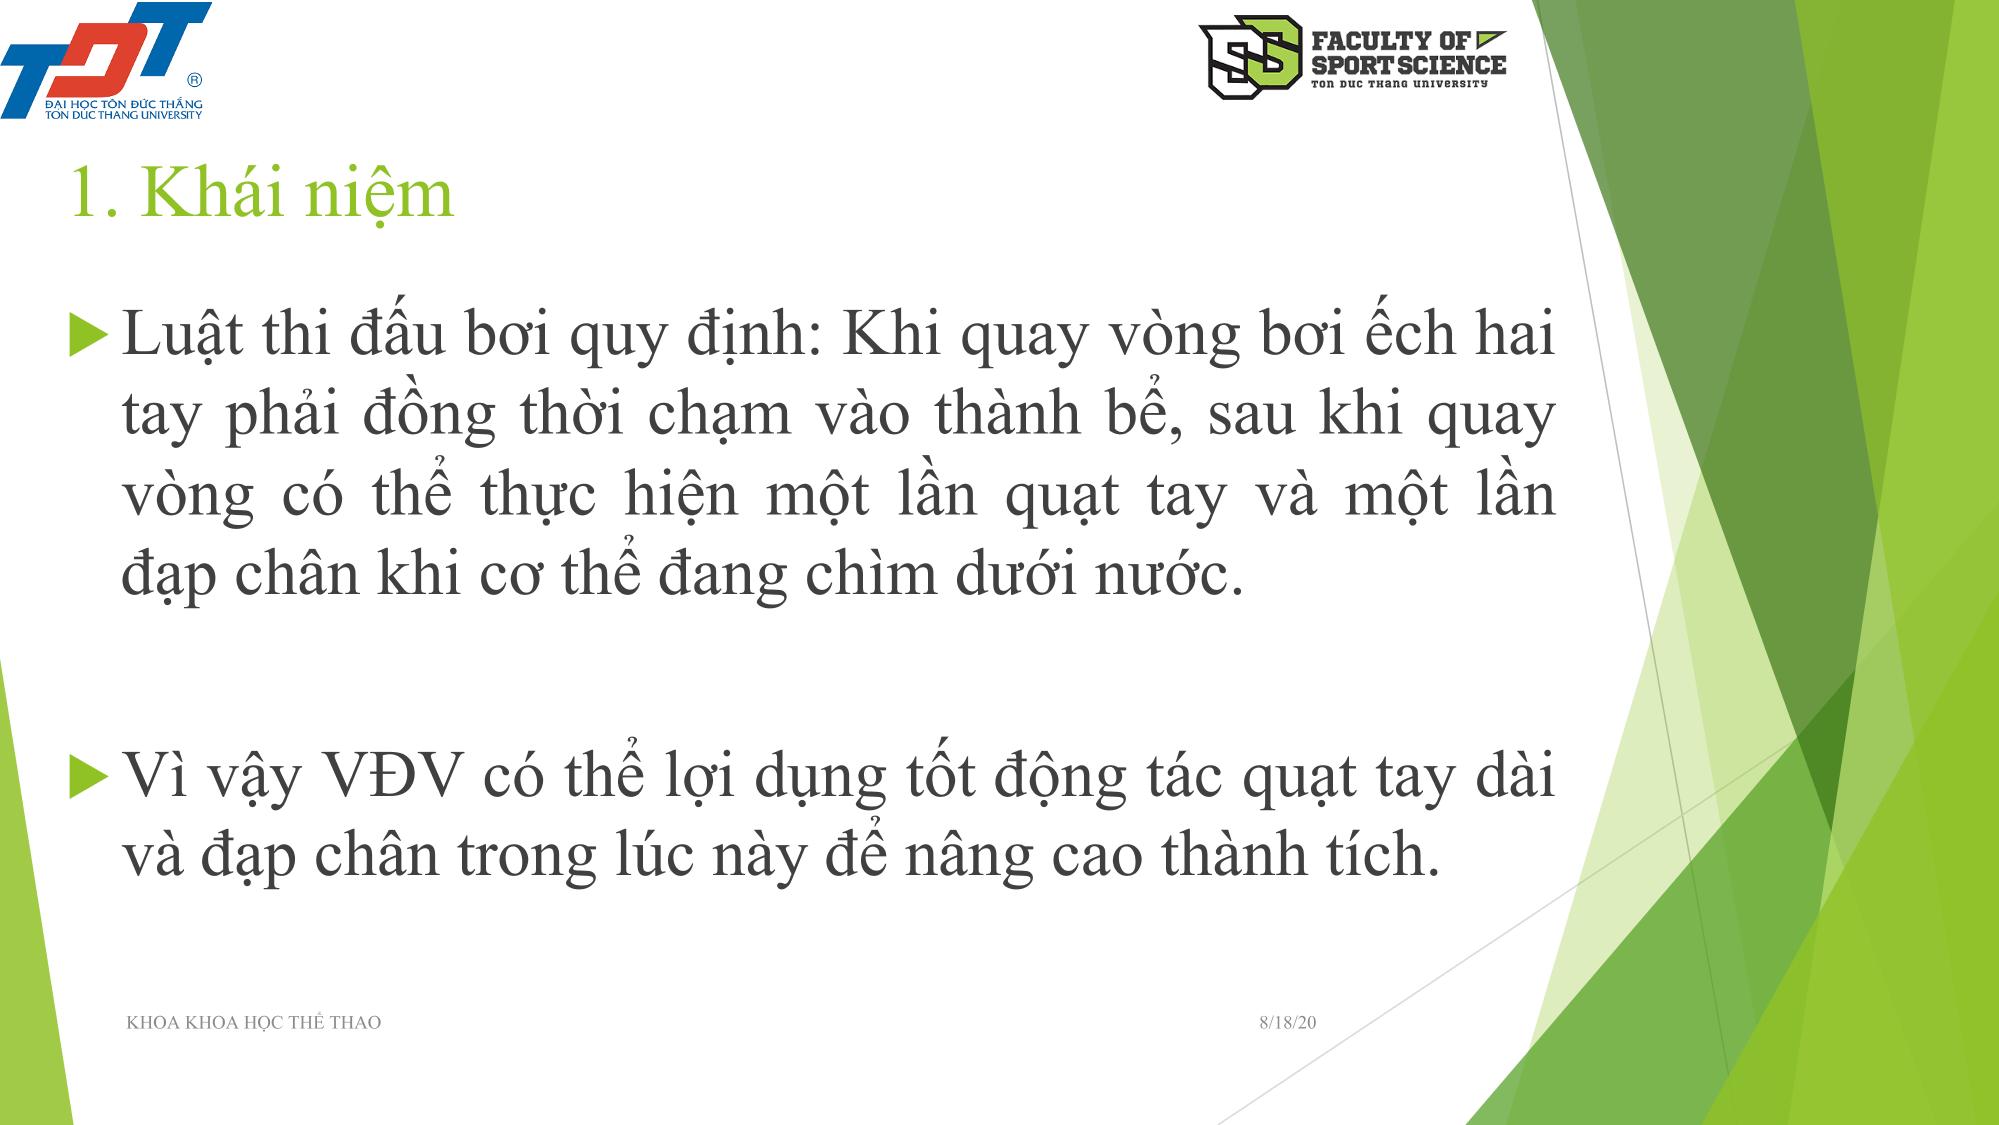 TDT
®
ĐẠI HỌC TÔN ĐỨC THẮNG
TON DUC THANG UNIVERSITY
FACULTY OF
SPORT SCIENCE
TON DUC THANG UNIVERSITY
1. Khái niệm
Luật thi đấu bơi quy định: Khi quay vòng bơi ếch hai
tay phải đồng thời chạm vào thành bể, sau khi quay
vòng có thể thực hiện một lần quạt tay và một lần
đạp chân khi cơ thể đang chìm dưới nước.
Vì vậy VĐV có thể lợi dụng tốt động tác quạt tay dài
và đạp chân trong lúc này để nâng cao thành tích.
KHOA KHOA HỌC THỂ THAO
8/18/20